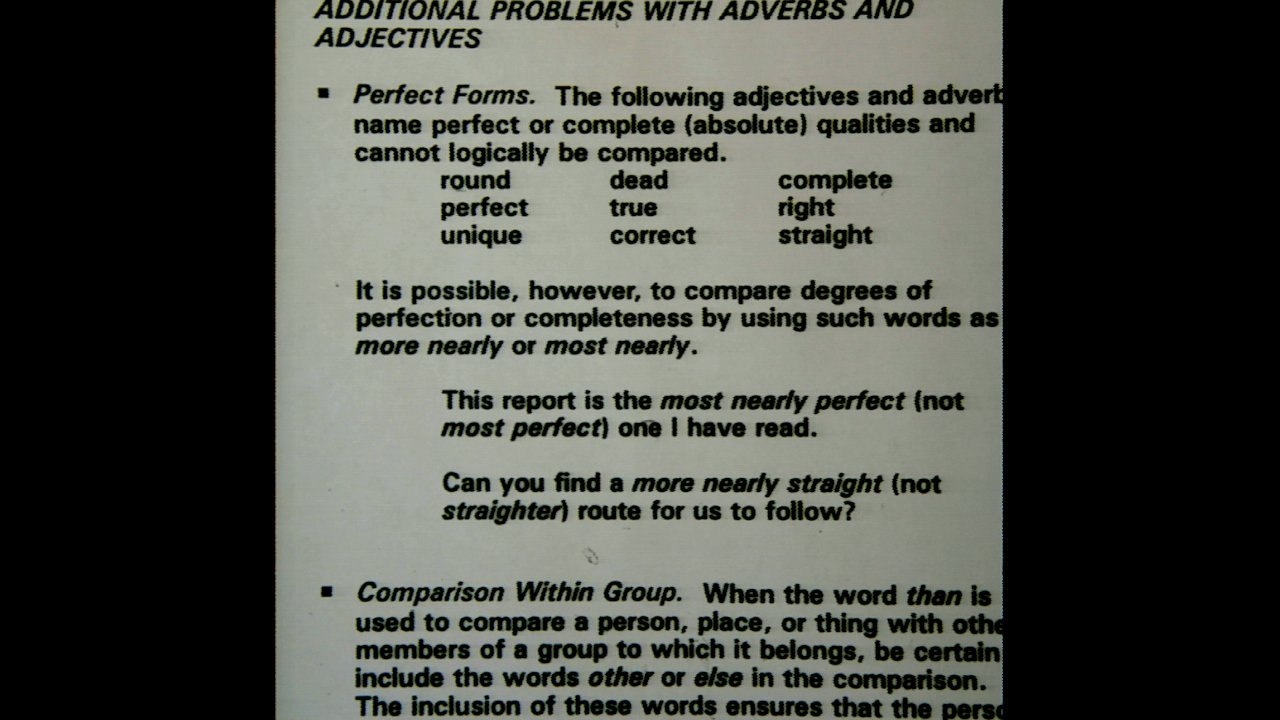 ADDITIONAL PROBLEMS WITH ADVERBS AND
ADJECTIVES
▪ Perfect Forms. The following adjectives and adverb
name perfect or complete (absolute) qualities and
cannot logically be compared.
round dead complete
perfect true right
unique correct straight
It is possible, however, to compare degrees of
perfection or completeness by using such words as
more nearly or most nearly.
This report is the most nearly perfect (not
most perfect) one I have read.
Can you find a more nearly straight (not
straighter) route for us to follow?
▪ Comparison Within Group. When the word than is
used to compare a person, place, or thing with othe
members of a group to which it belongs, be certain
include the words other or else in the comparison.
The inclusion of these words ensures that the perso